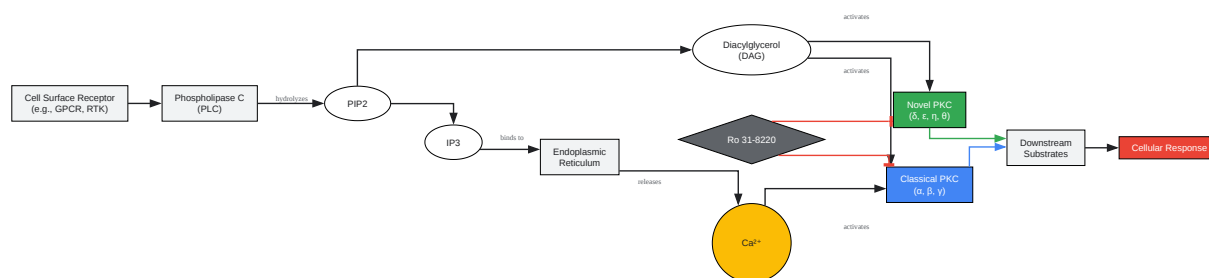 activates
Diacylglycerol
(DAG)
activates
Cell Surface Receptor
(e.g., GPCR, RTK)
Phospholipase C
(PLC)
hydrolyzes
PIP2
Novel PKC
(δ, ε, η, θ)
IP3
binds to
Endoplasmic
Reticulum
Ro 31-8220
Downstream
Substrates
Cellular Response
releases
Classical PKC
(α, β, γ)
activates
Ca²⁺